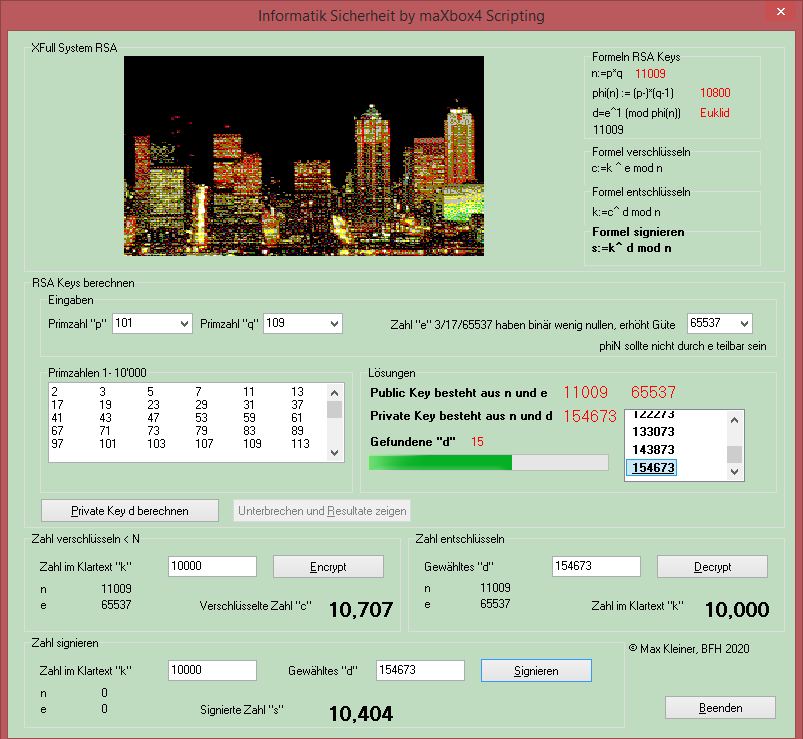 Informatik Sicherheit by maXbox4 Scripting
XFull System RSA
Formeln RSA Keys
n:=p*q 11009
phi(n) := (p-)*(q-1) 10800
d=e^1 (mod phi(n)) Euklid
11009
Formel verschlüsseln
c:=k ^ e mod n
Formel entschlüsseln
k:=c^ d mod n
Formel signieren
s:=k^ d mod n
RSA Keys berechnen
Eingaben
Primzahl "p" 101 Primzahl "q" 109 Zahl "e" 3/17/65537 haben binär wenig nullen, erhöht Güte 65537
phiN sollte nicht durch e teilbar sein
Primzahlen 1- 10'000
2 3 5 7 11 13
17 19 23 29 31 37
41 43 47 53 59 61
67 71 73 79 83 89
97 101 103 107 109 113
Lösungen
Public Key besteht aus n und e 11009 65537
Private Key besteht aus n und d 154673
Gefundene "d" 15
122273
133073
143873
154673
Private Key d berechnen Unterbrechen und Resultate zeigen
Zahl verschlüsseln < N
Zahl im Klartext "k" 10000 Encrypt
n 11009
e 65537 Verschlüsselte Zahl "c" 10,707
Zahl entschlüsseln
Gewähltes "d" 154673 Decrypt
n 11009
e 65537 Zahl im Klartext "k" 10,000
Zahl signieren
Zahl im Klartext "k" 10000 Gewähltes "d" 154673 Signieren
n 0
e 0 Signierte Zahl "s" 10,404
© Max Kleiner, BFH 2020
Beenden